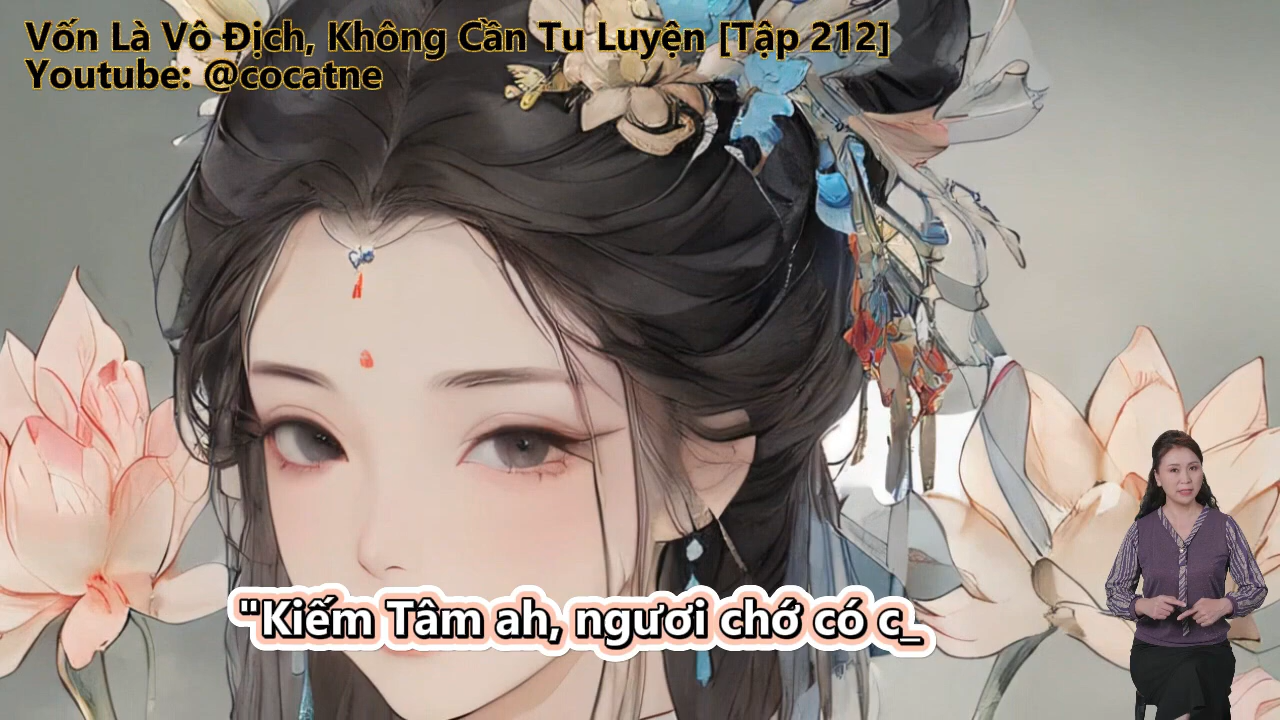 Vốn Là Vô Địch, Không Cần Tu Luyện [Tập 212]
Youtube: @cocatne
"Kiếm Tâm ah, ngươi chớ có c_